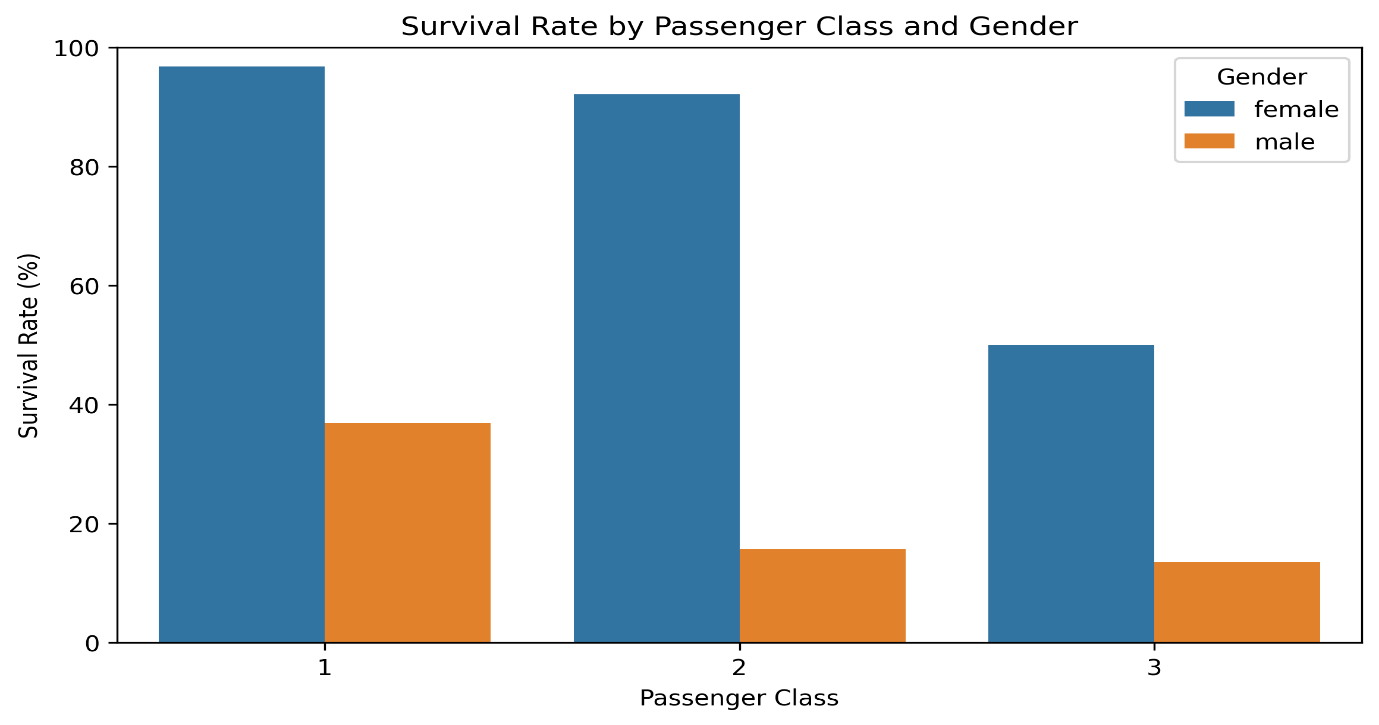 Survival Rate by Passenger Class and Gender
Survival Rate (%)
100
80
60
40
20
0
1
2
3
Passenger Class
Gender
female
male